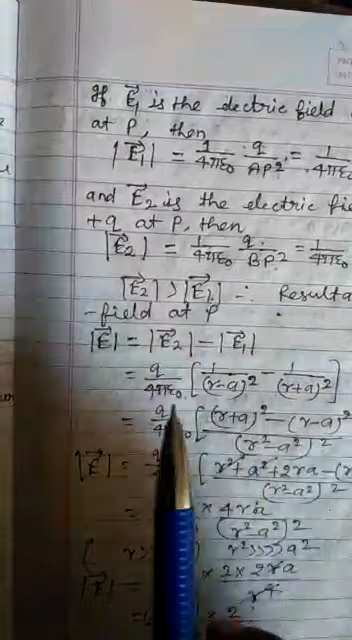 If E⃗₁ is the electric field
at P, then
|E⃗₁| = 1/4πε₀ · q/AP² = 1/4πε₀
and E⃗₂ is the electric fie
+q at P, then
|E⃗₂| = 1/4πε₀ q/BP² = 1/4πε₀
|E⃗₂| > |E⃗₁| ∴ Resulta
-field at P
|E⃗| = |E⃗₂| - |E⃗₁|
= q/4πε₀ [1/(r-a)² - 1/(r+a)²]
= q/4 [(r+a)² - (r-a)²/(r²-a²)²
|E⃗| = q [r²+a²+2ra-(r/(r²-a²)²
= × 4ra/(r²-a²)²
( r>> r²>>>>a²
|E⃗| = × 2 × 2ra/r⁴
= × 2